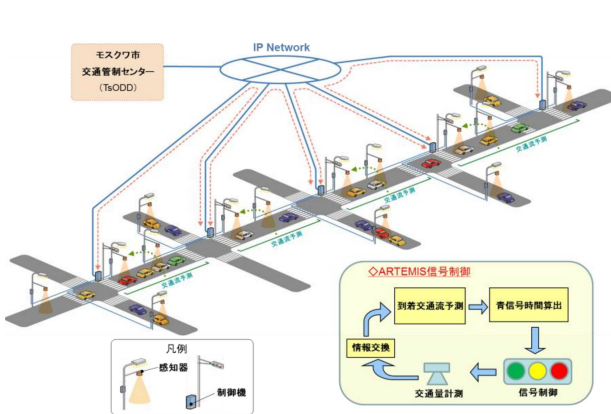 IP Network
モスクワ市
交通管制センター
（TsODD）
交通流予測
交通流予測
交通流予測
交通流予測
◇ARTEMIS信号制御
到着交通流予測
青信号時間算出
情報交換
交通量計測
信号制御
凡例
感知器
制御機